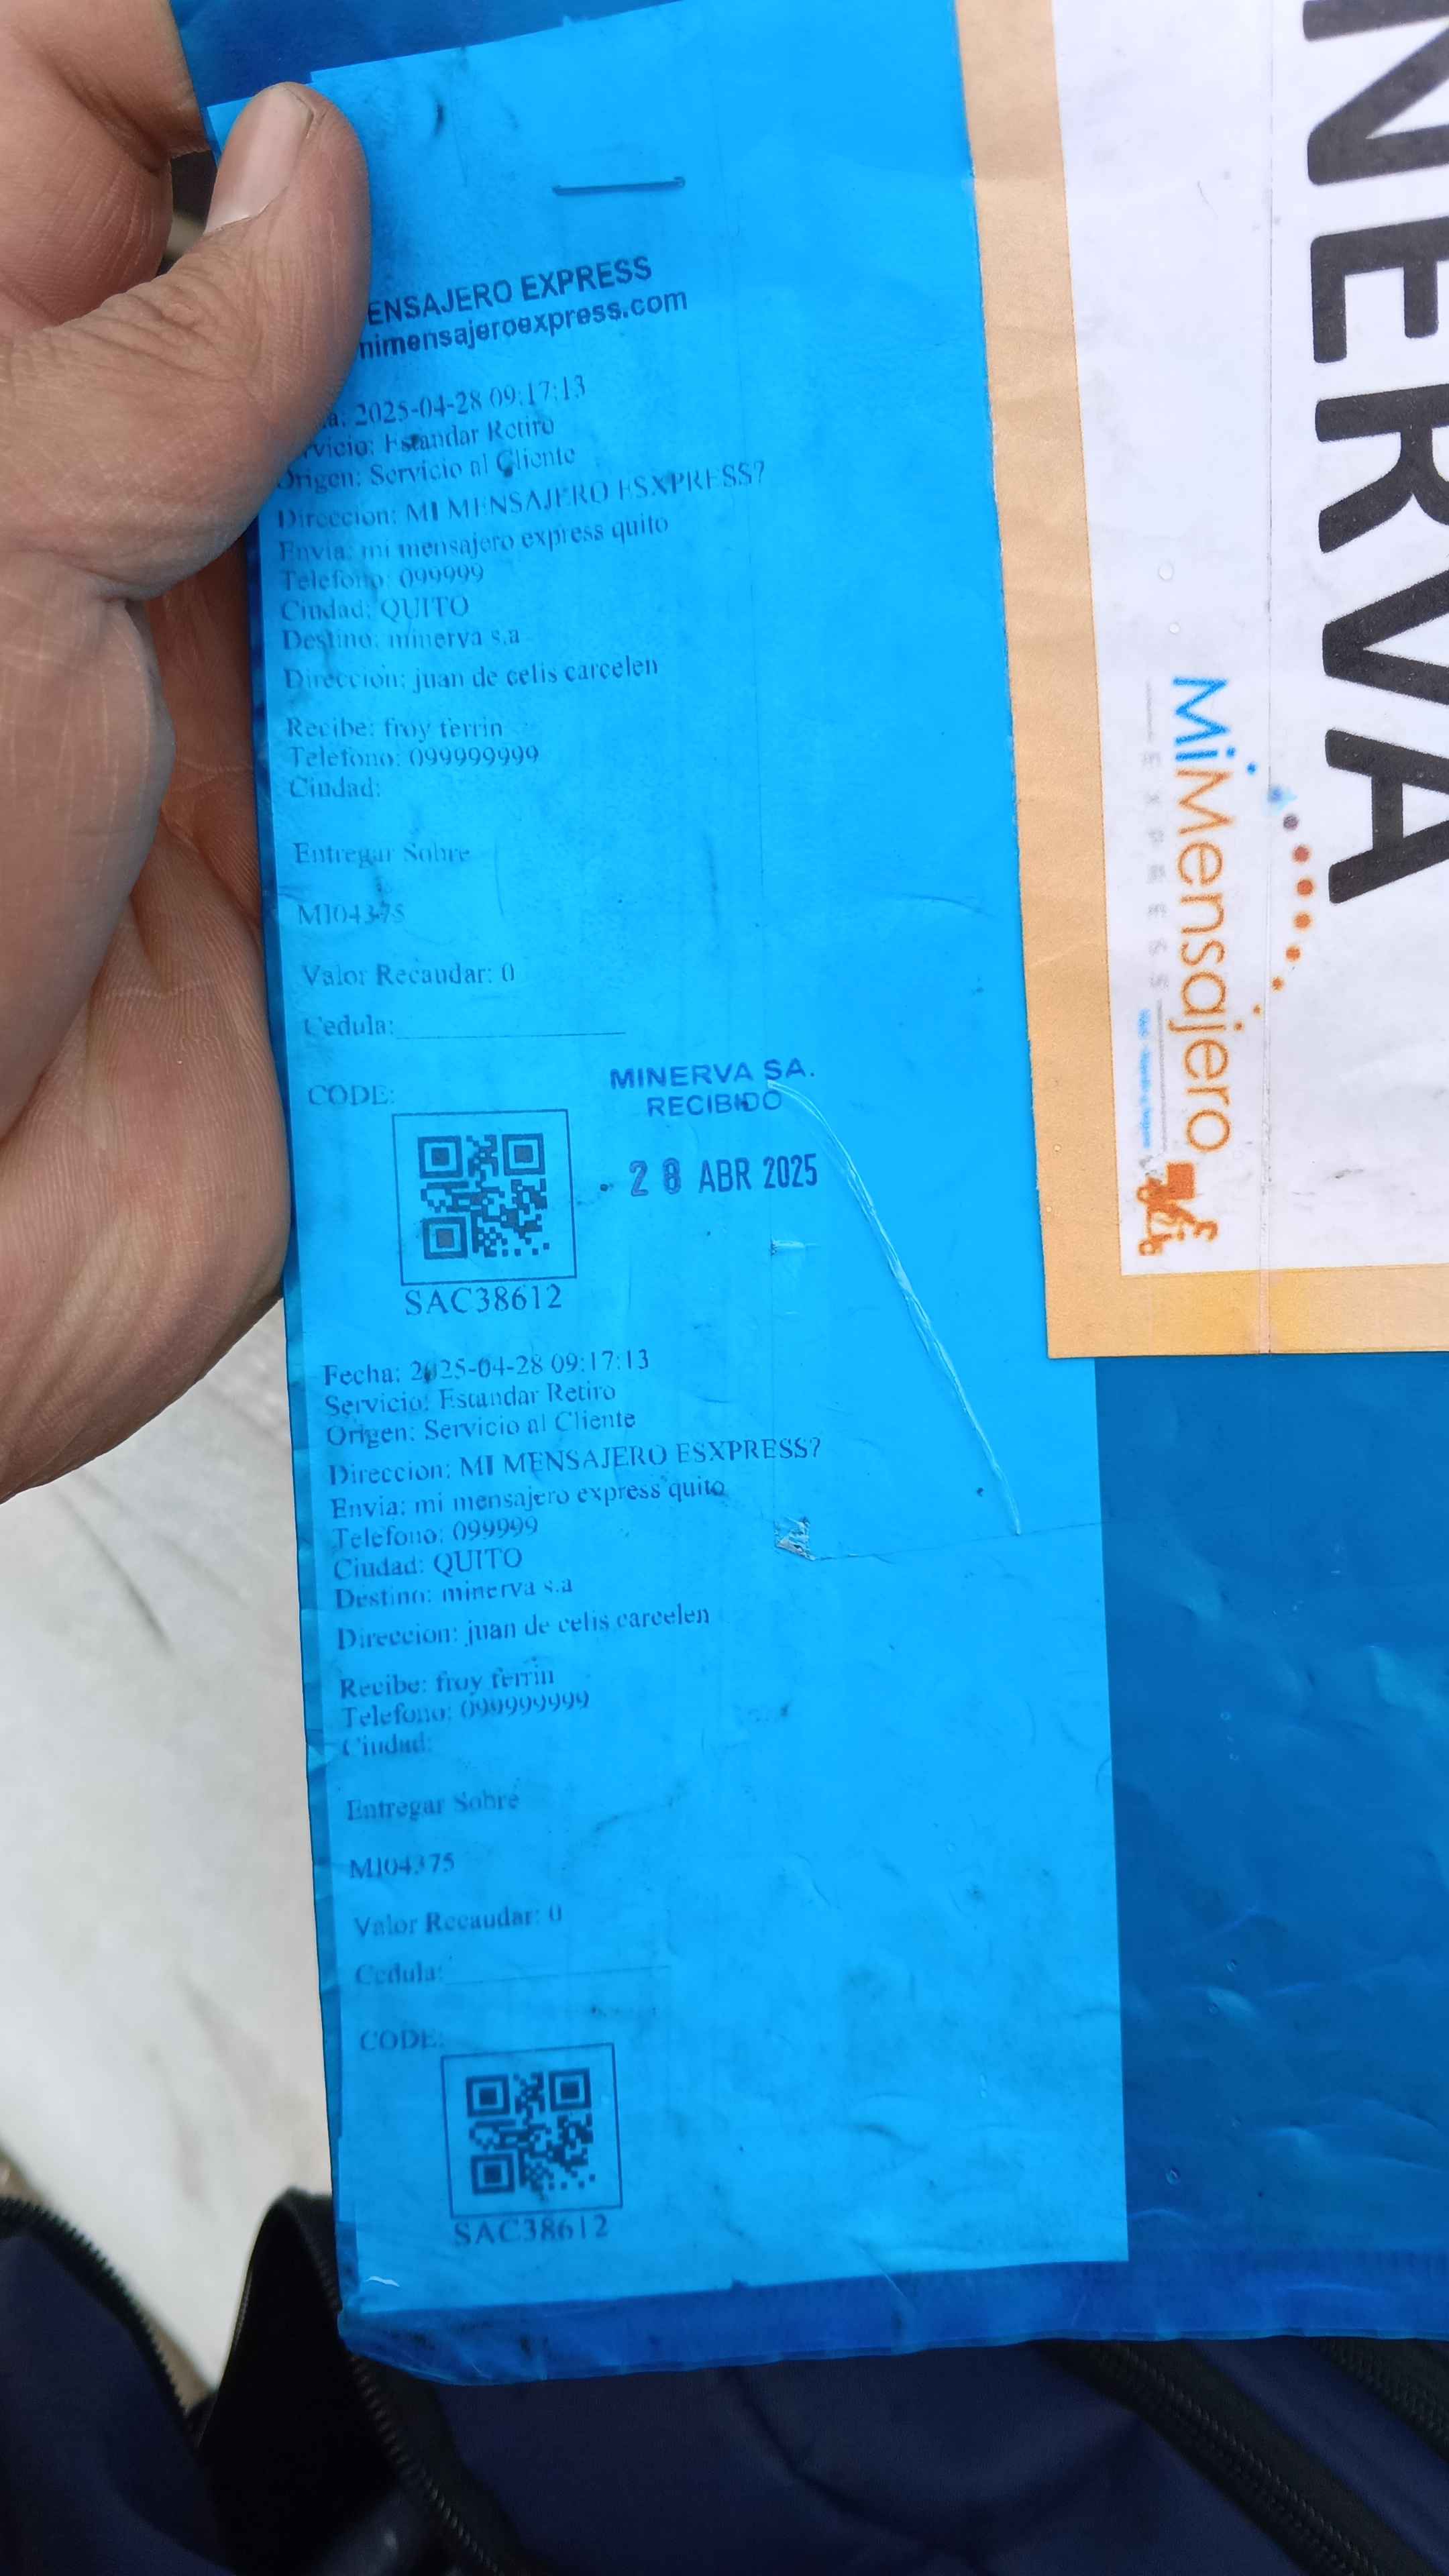 ENSAJERO EXPRESS
mimensajeroexpress.com
a: 2025-04-28 09:17:13
rvicio: Estandar Retiro
Origen: Servicio al Cliente
Direccion: MI MENSAJERO ESXPRESS?
Envia: mi mensajero express quito
Telefono: 099999
Ciudad: QUITO
Destino: minerva s.a
Direccion: juan de celis carcelen
Recibe: froy ferrin
Telefono: 099999999
Ciudad:
Entregar Sobre
MI04375
Valor Recaudar: 0
Cedula:
CODE:
MINERVA SA.
RECIBIDO
. 28 ABR 2025
SAC38612
Fecha: 2025-04-28 09:17:13
Servicio: Estandar Retiro
Origen: Servicio al Cliente
Direccion: MI MENSAJERO ESXPRESS?
Envia: mi mensajero express quito
Telefono: 099999
Ciudad: QUITO
Destino: minerva s.a
Direccion: juan de celis carcelen
Recibe: froy ferrin
Telefono: 099999999
Ciudad:
Entregar Sobre
MI04375
Valor Recaudar: 0
Cedula:
CODE:
SAC38612
NERVA
MiMensajero
EXPRESS